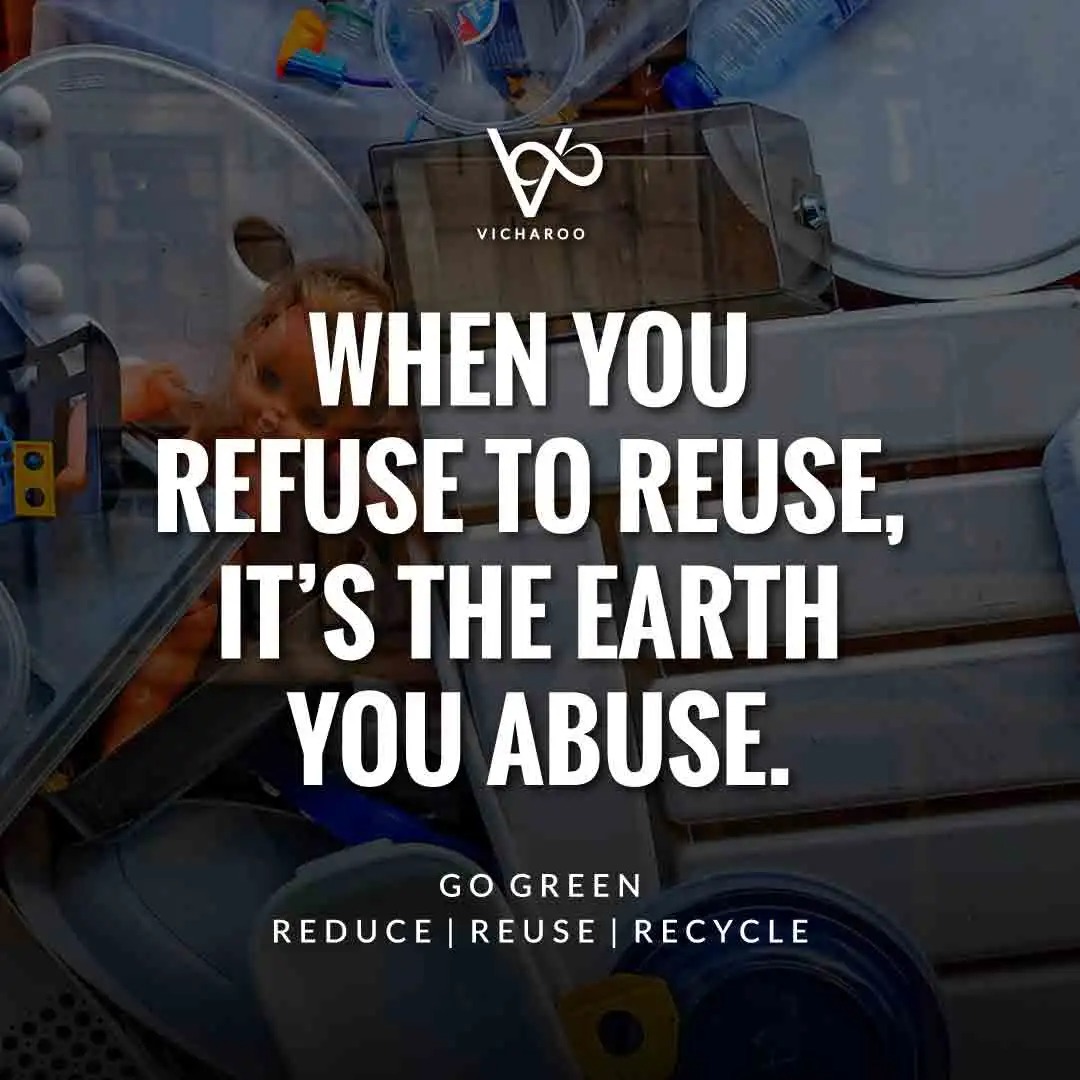 VICHAROO
WHEN YOU
REFUSE TO REUSE,
IT’S THE EARTH
YOU ABUSE.
GO GREEN
REDUCE | REUSE | RECYCLE